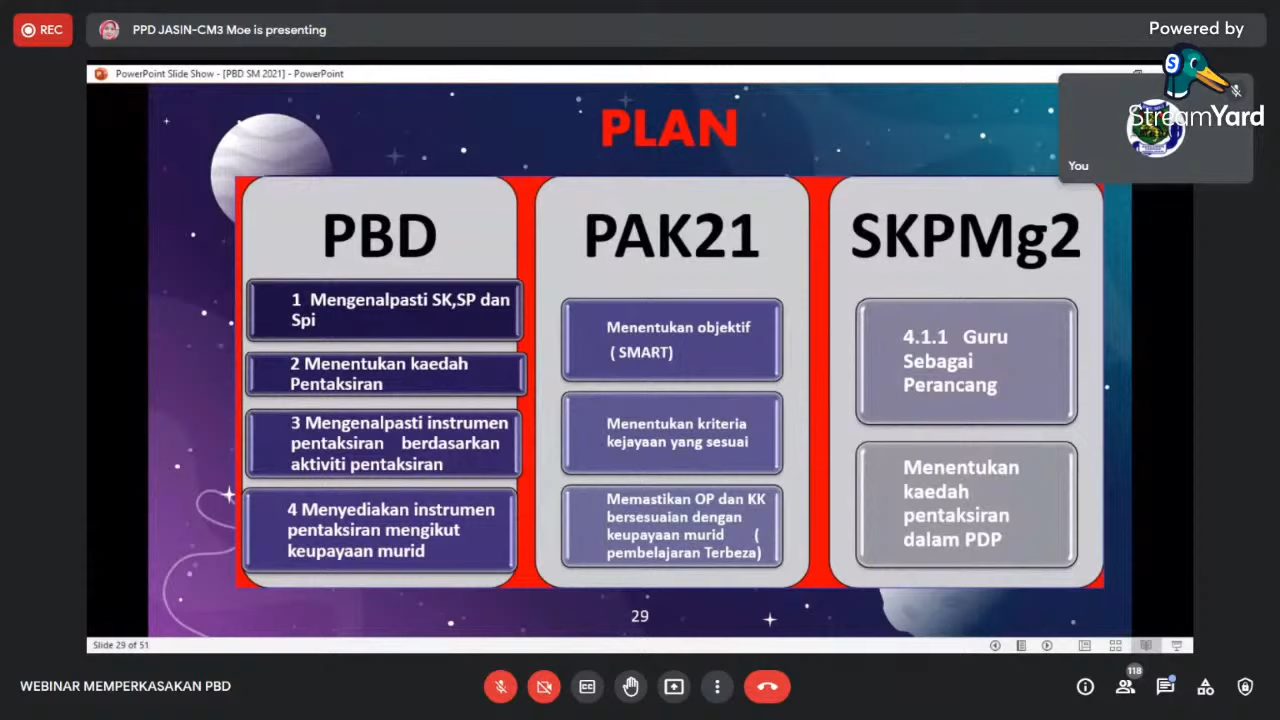 REC
PPD JASIN-CM3 Moe is presenting
Powered by
StreamYard
PowerPoint Slide Show - [PBD SM 2021] - PowerPoint
You
PLAN
PBD
1 Mengenalpasti SK,SP dan
Spi
2 Menentukan kaedah
Pentaksiran
3 Mengenalpasti instrumen
pentaksiran berdasarkan
aktiviti pentaksiran
4 Menyediakan instrumen
pentaksiran mengikut
keupayaan murid
PAK21
Menentukan objektif
( SMART)
Menentukan kriteria
kejayaan yang sesuai
Memastikan OP dan KK
bersesuaian dengan
keupayaan murid (
pembelajaran Terbeza)
SKPMg2
4.1.1 Guru
Sebagai
Perancang
Menentukan
kaedah
pentaksiran
dalam PDP
29
Slide 29 of 51
WEBINAR MEMPERKASAKAN PBD
118